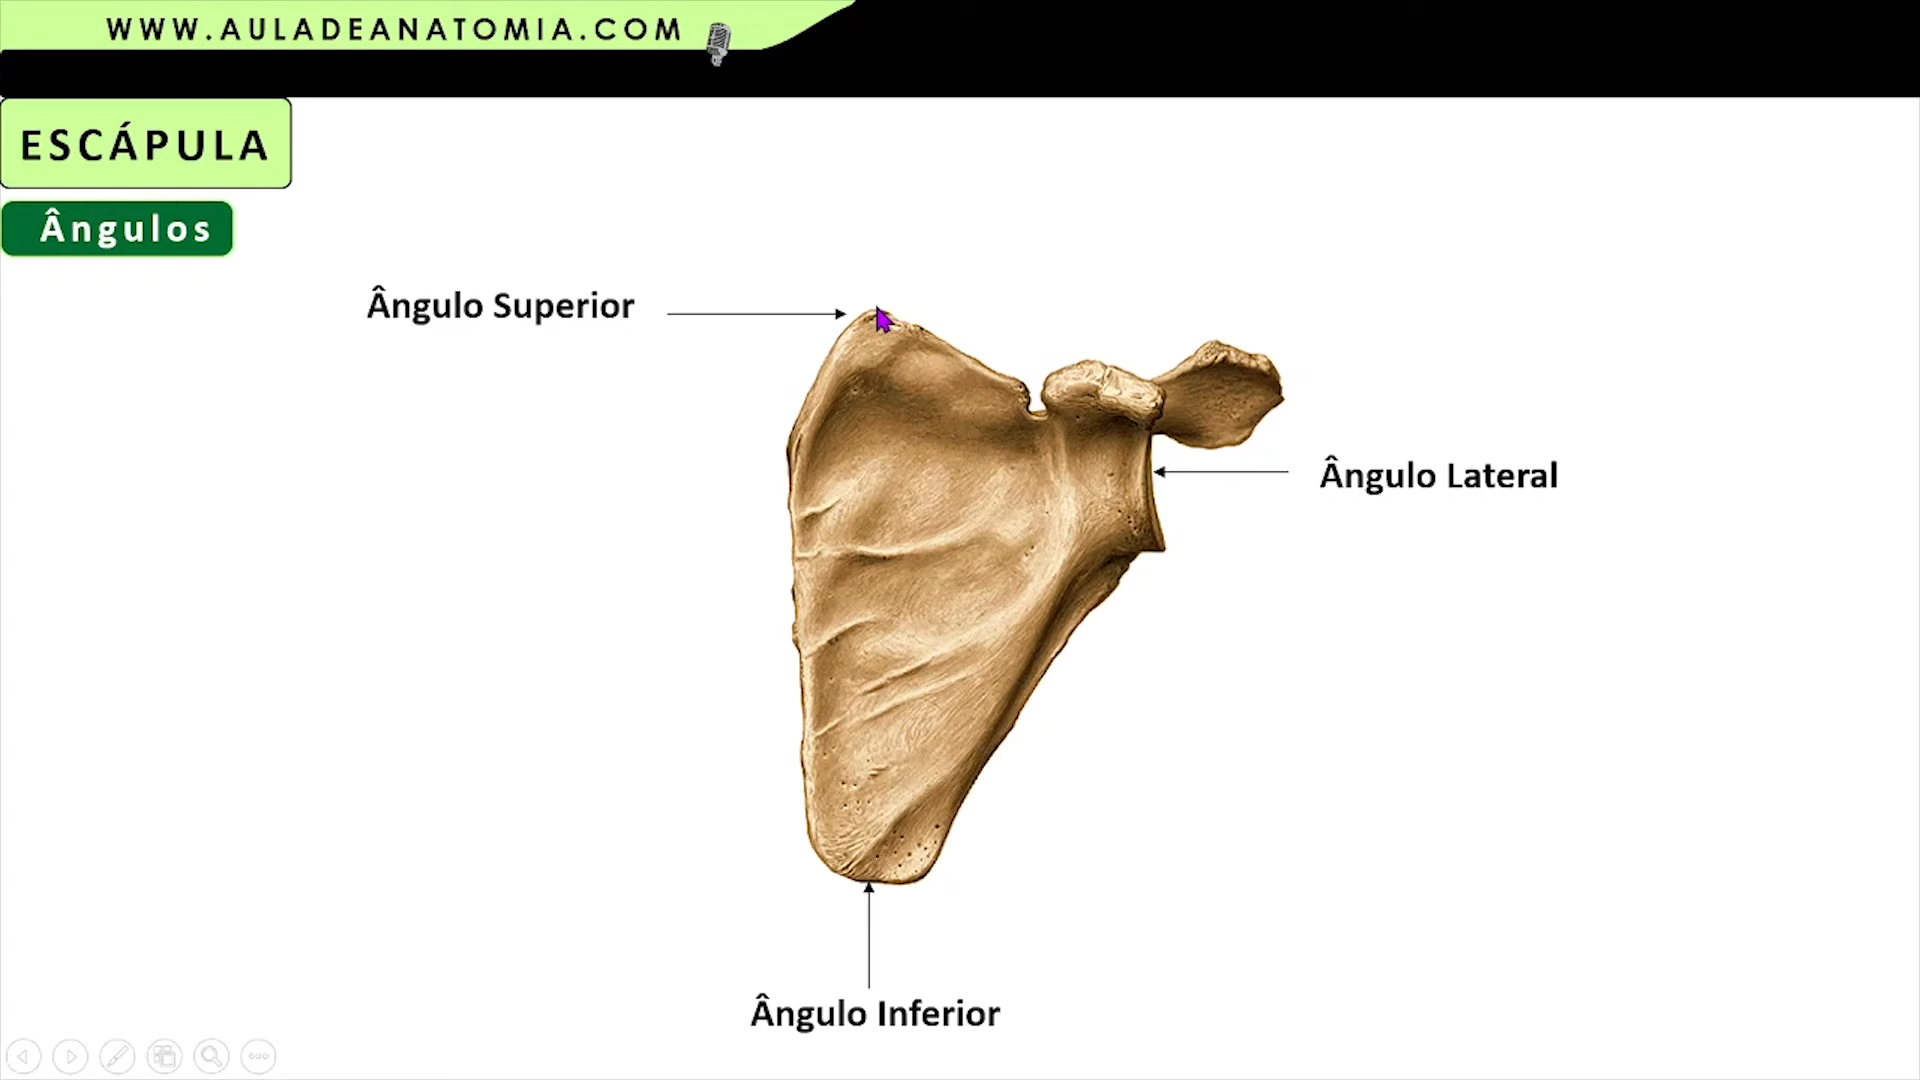 WWW.AULADEANATOMIA.COM
ESCÁPULA
Ângulos
Ângulo Superior
Ângulo Lateral
Ângulo Inferior